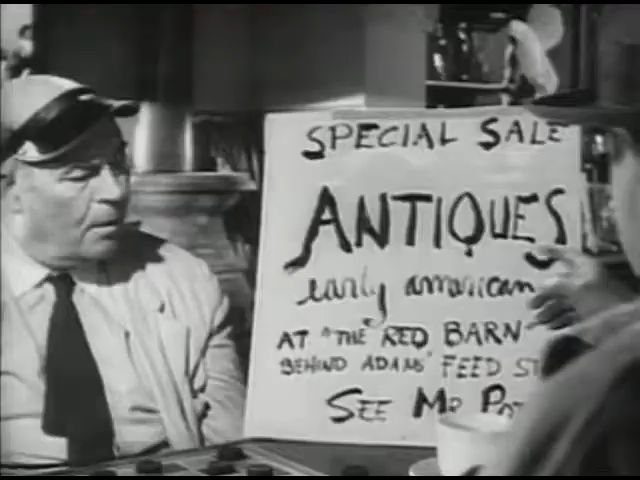 SPECIAL SALE
ANTIQUES
early american
AT "THE RED BARN"
BEHIND ADAMS' FEED
SEE MR